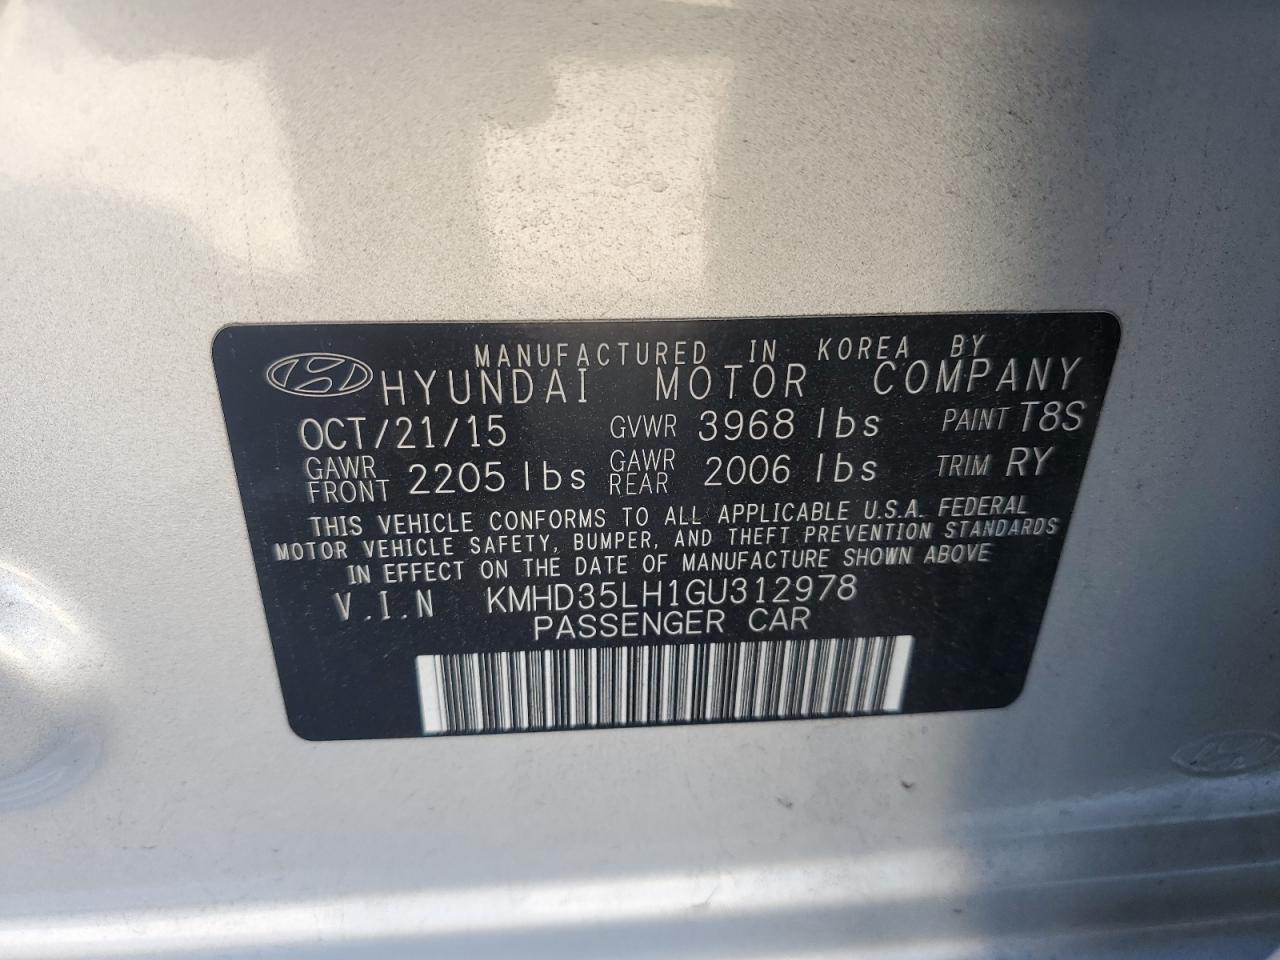 MANUFACTURED IN KOREA BY
HYUNDAI MOTOR COMPANY
OCT/21/15 GVWR 3968 lbs PAINT T8S
GAWR FRONT 2205 lbs GAWR REAR 2006 lbs TRIM RY
THIS VEHICLE CONFORMS TO ALL APPLICABLE U.S.A. FEDERAL
MOTOR VEHICLE SAFETY, BUMPER, AND THEFT PREVENTION STANDARDS
IN EFFECT ON THE DATE OF MANUFACTURE SHOWN ABOVE
V.I.N KMHD35LH1GU312978
PASSENGER CAR